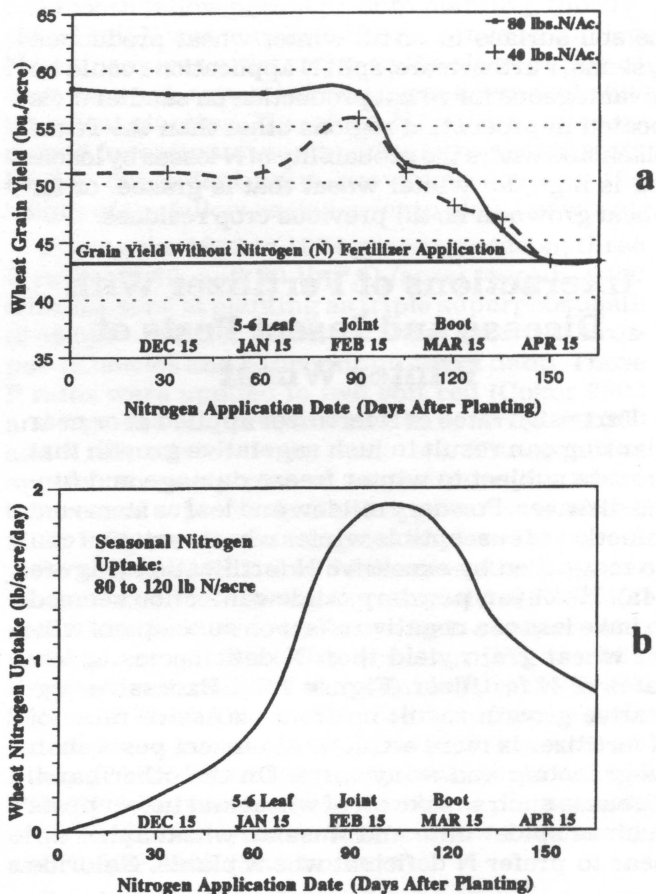 80 lbs.N/Ac.
40 lbs.N/Ac.
a
Wheat Grain Yield (bu./acre)
65
60
55
50
45
40
35
Grain Yield Without Nitrogen (N) Fertilizer Application
5-6 Leaf Joint Boot
DEC 15 JAN 15 FEB 15 MAR 15 APR 15
0 30 60 90 120 150
Nitrogen Application Date (Days After Planting)
b
Wheat Nitrogen Uptake (lb/acre/day)
2
1
0
Seasonal Nitrogen
Uptake:
80 to 120 lb N/acre
5-6 Leaf Joint Boot
DEC 15 JAN 15 FEB 15 MAR 15 APR 15
0 30 60 90 120 150
Nitrogen Application Date (Days After Planting)